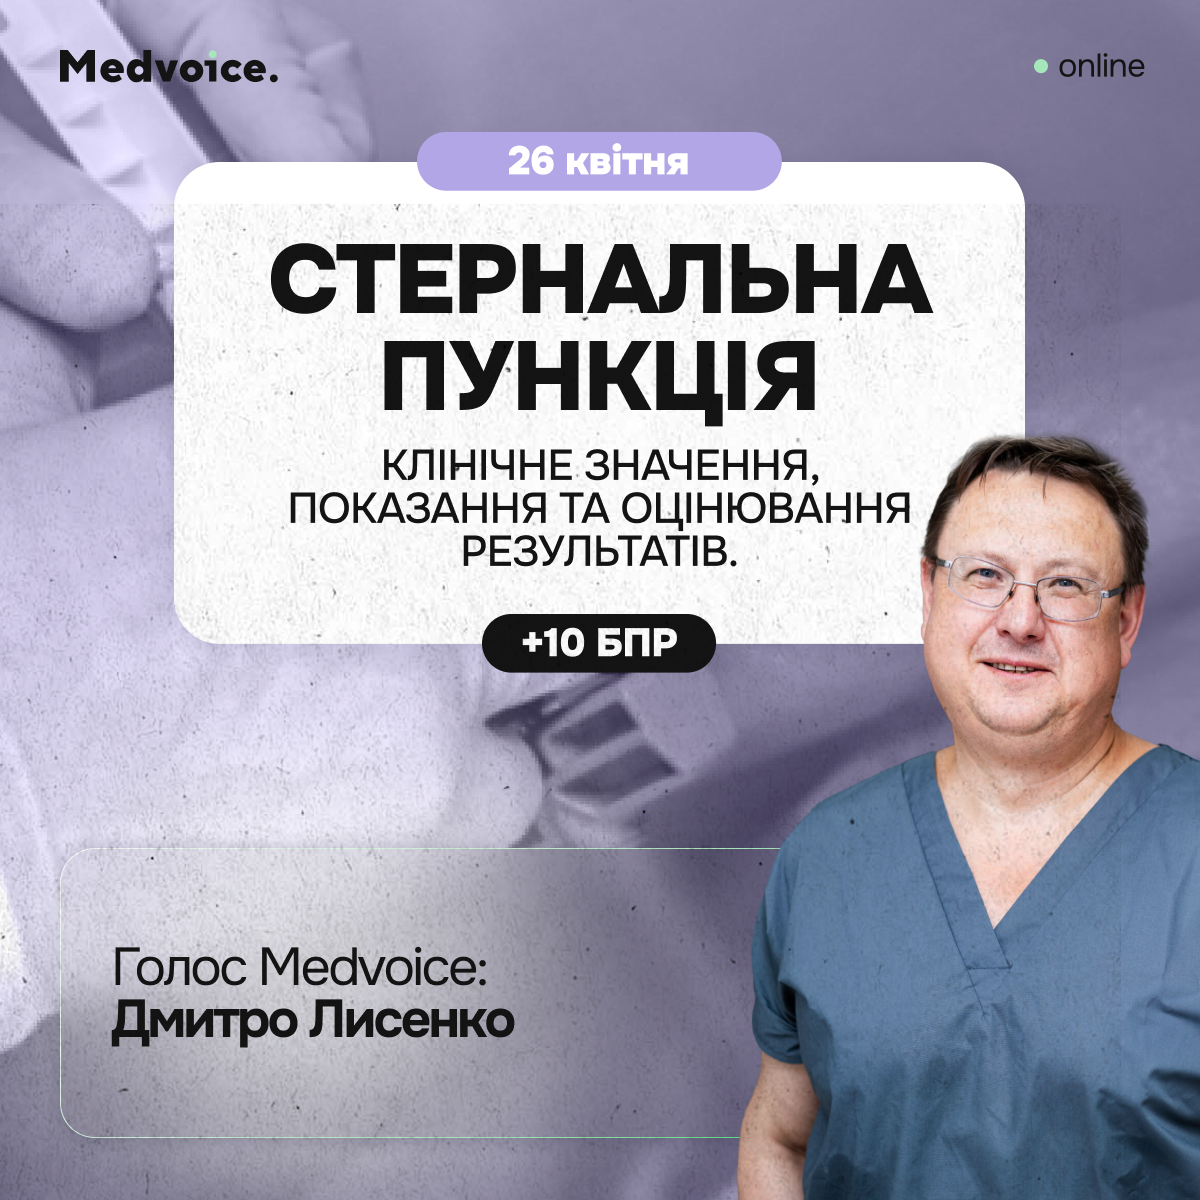 Medvoice.
online
26 квітня
СТЕРНАЛЬНА
ПУНКЦІЯ
КЛІНІЧНЕ ЗНАЧЕННЯ,
ПОКАЗАННЯ ТА ОЦІНЮВАННЯ
РЕЗУЛЬТАТІВ.
+10 БПР
Голос Medvoice:
Дмитро Лисенко